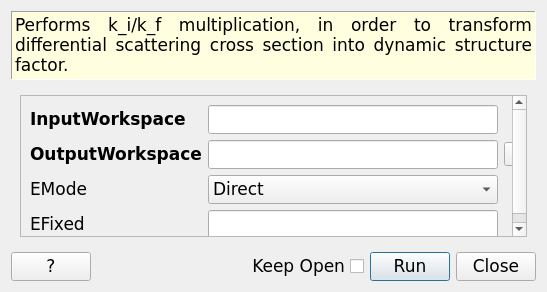 Performs k_i/k_f multiplication, in order to transform
differential scattering cross section into dynamic structure
factor.
InputWorkspace
OutputWorkspace
EMode Direct
EFixed
? Keep Open Run Close